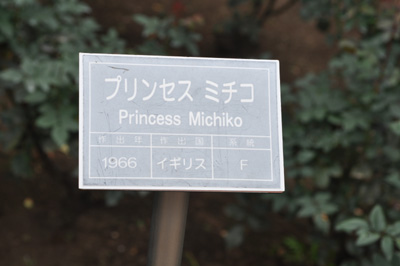 プリンセス ミチコ
Princess Michiko
作出年 作出国 系統
1966 イギリス F